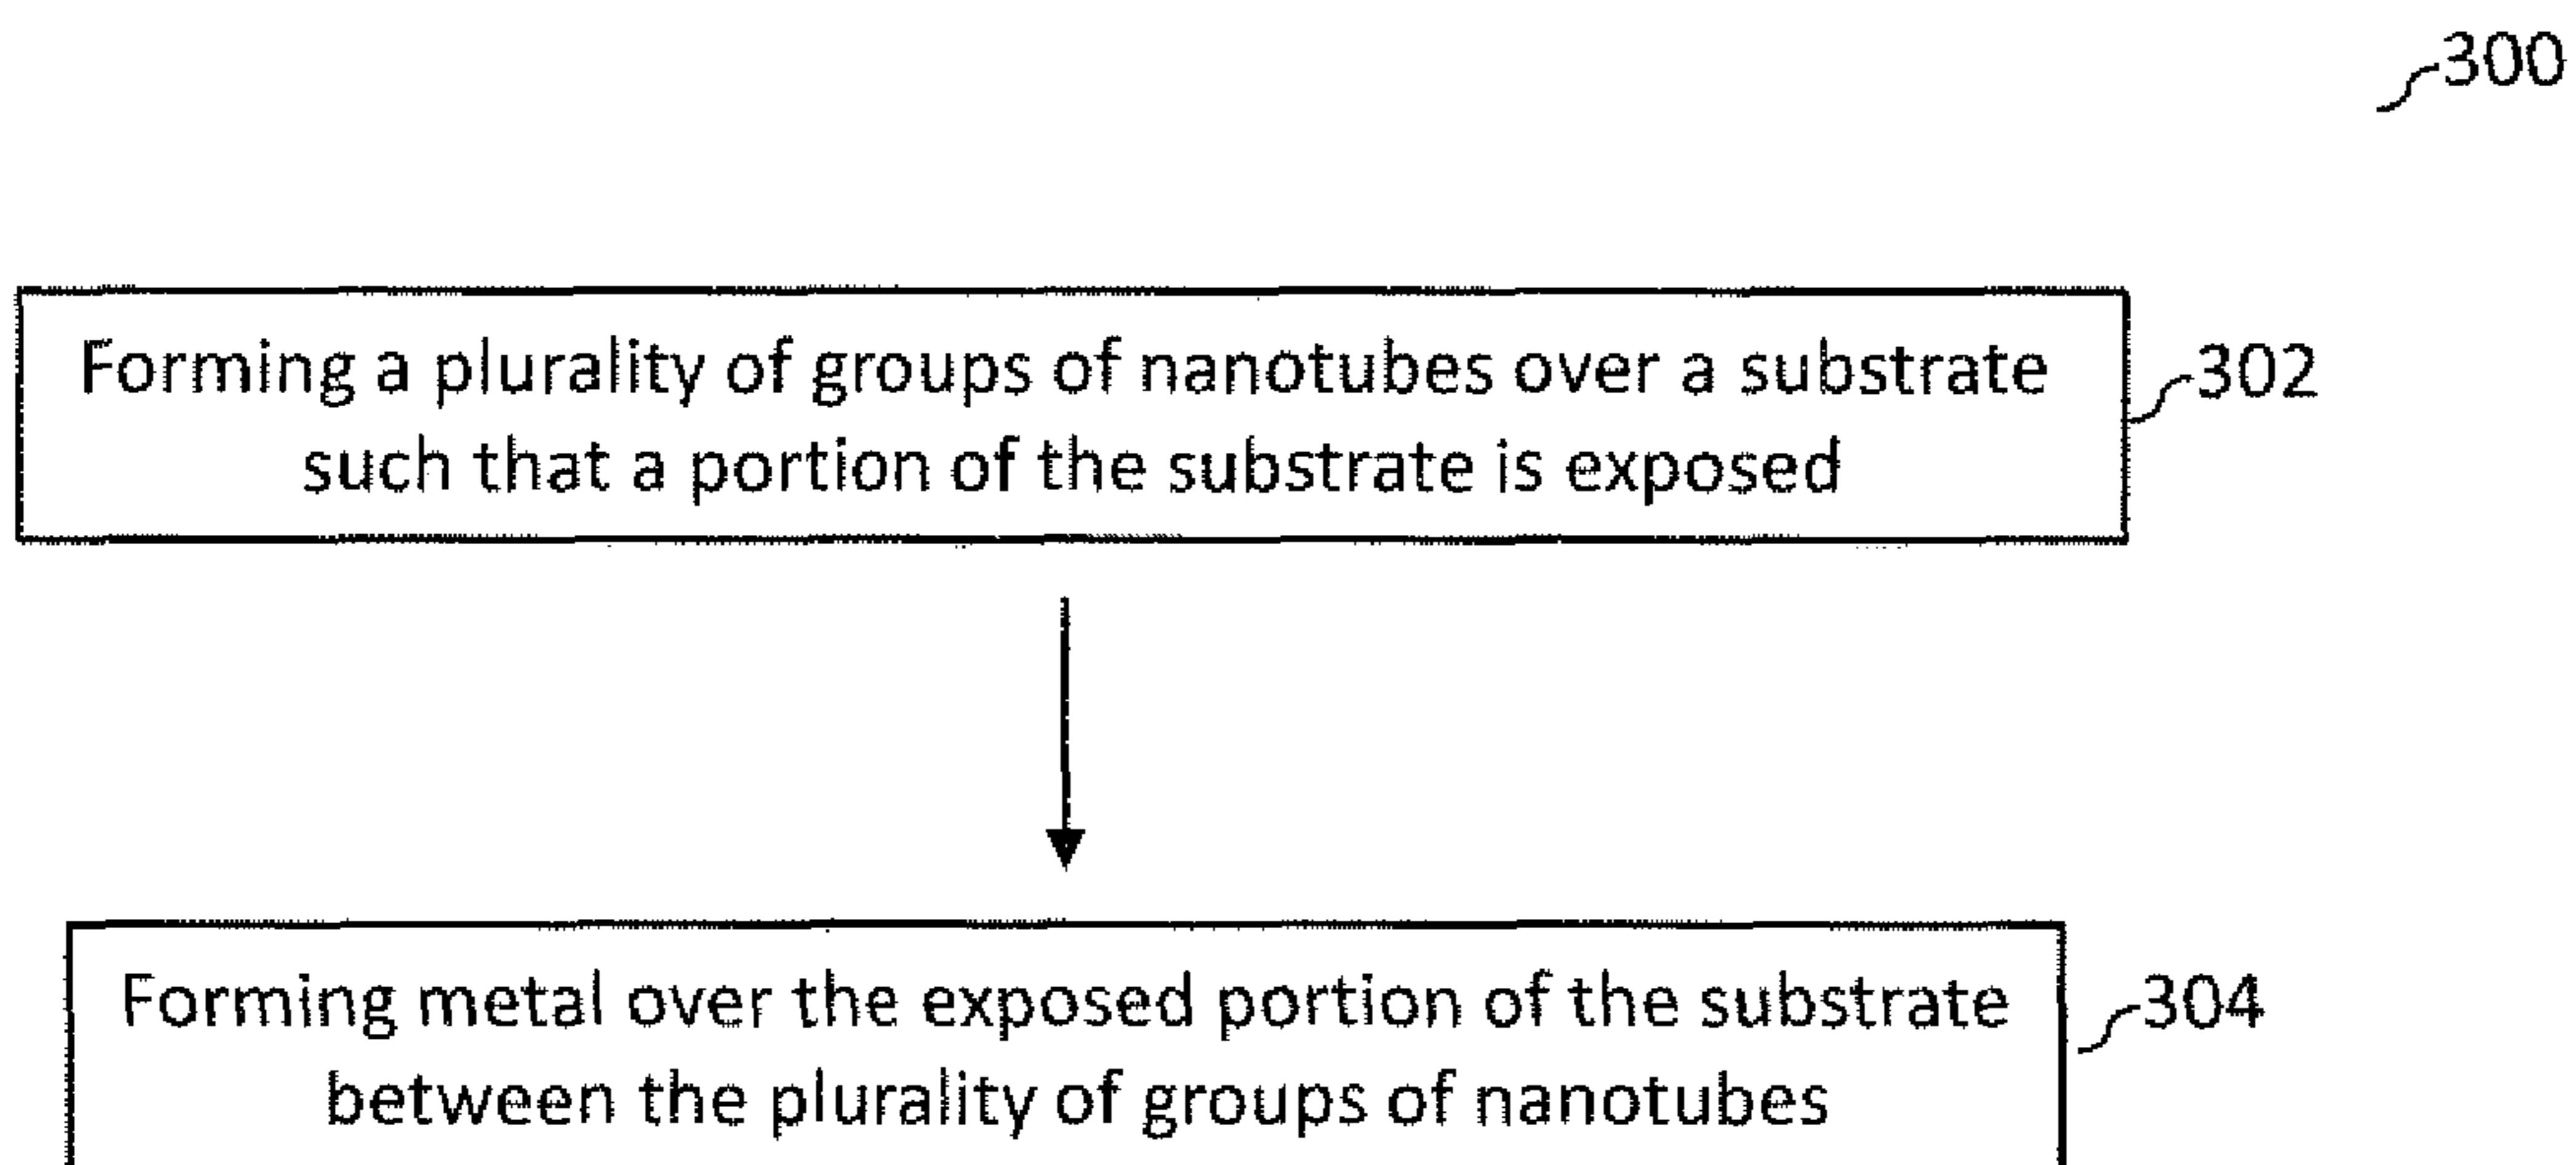 300
Forming a plurality of groups of nanotubes over a substrate
such that a portion of the substrate is exposed
302
Forming metal over the exposed portion of the substrate
between the plurality of groups of nanotubes
304